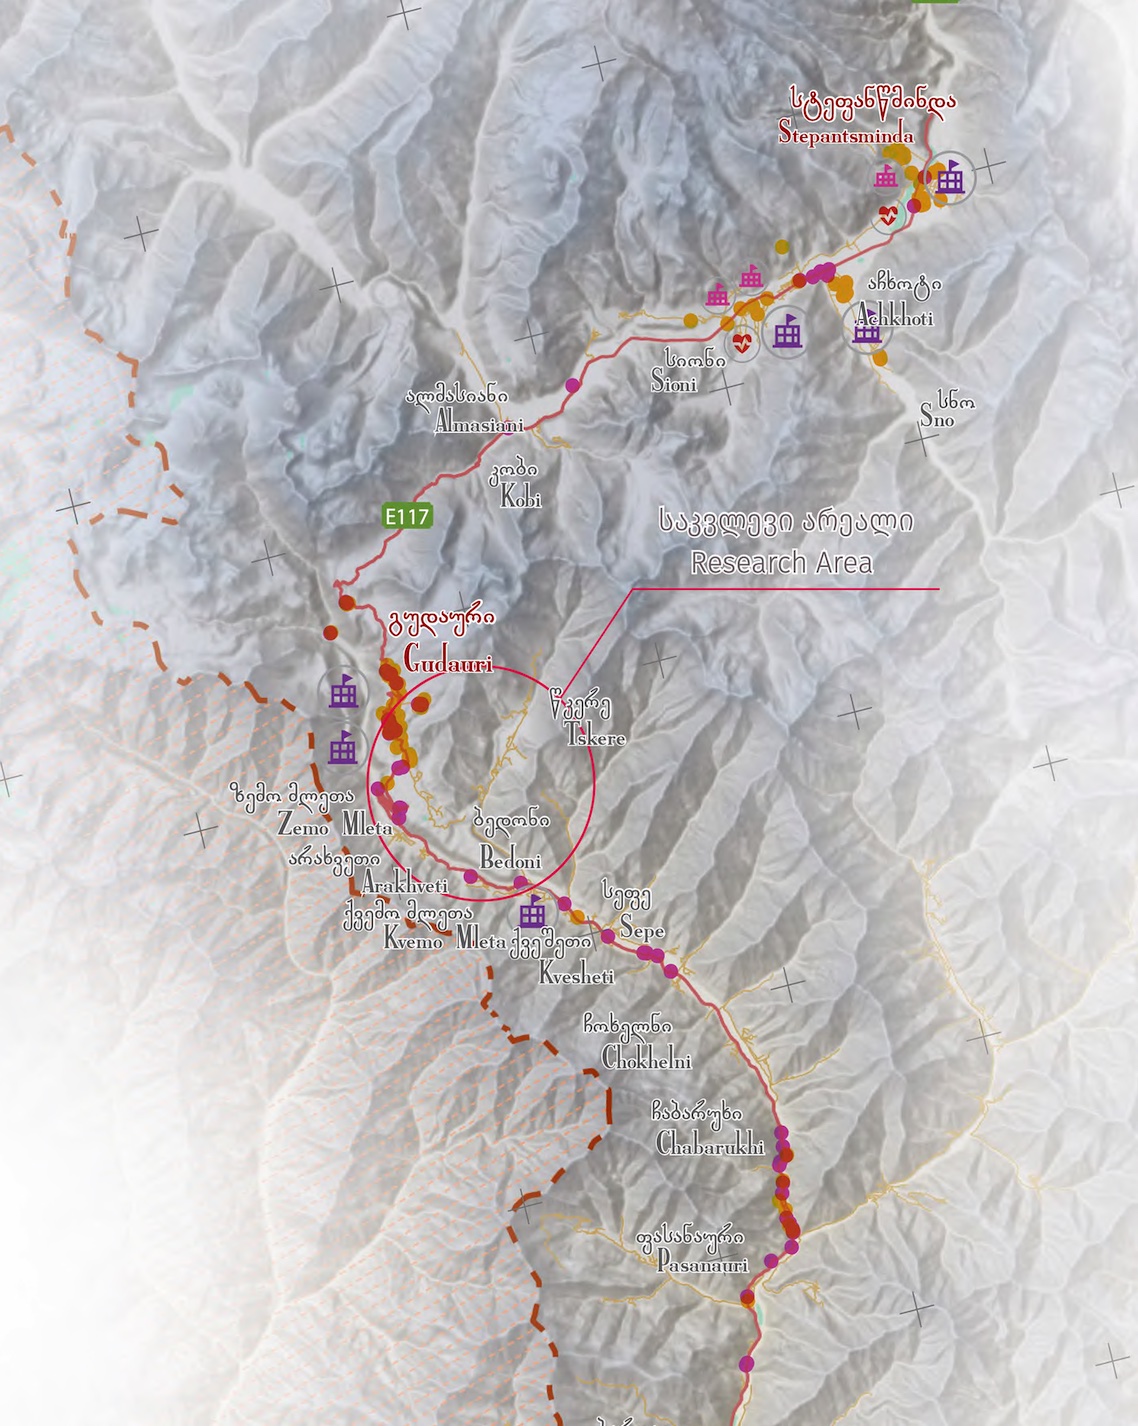 სტეფანწმინდა
Stepantsminda
აჩხოტი
Achkhoti
სიონი
Sioni
სნო
Sno
ალმასიანი
Almasiani
კობი
Kobi
E117
საკვლევი არეალი
Research Area
გუდაური
Gudauri
წკერე
Tskere
ზემო მლეთა
Zemo Mleta
ბედონი
Bedoni
არახვეთი
Arakhveti
ქვემო მლეთა
Kvemo Mleta
სეფე
Sepe
ქვეშეთი
Kvesheti
ჩოხელნი
Chokhelni
ჩაბარუხი
Chabarukhi
ფასანაური
Pasanauri